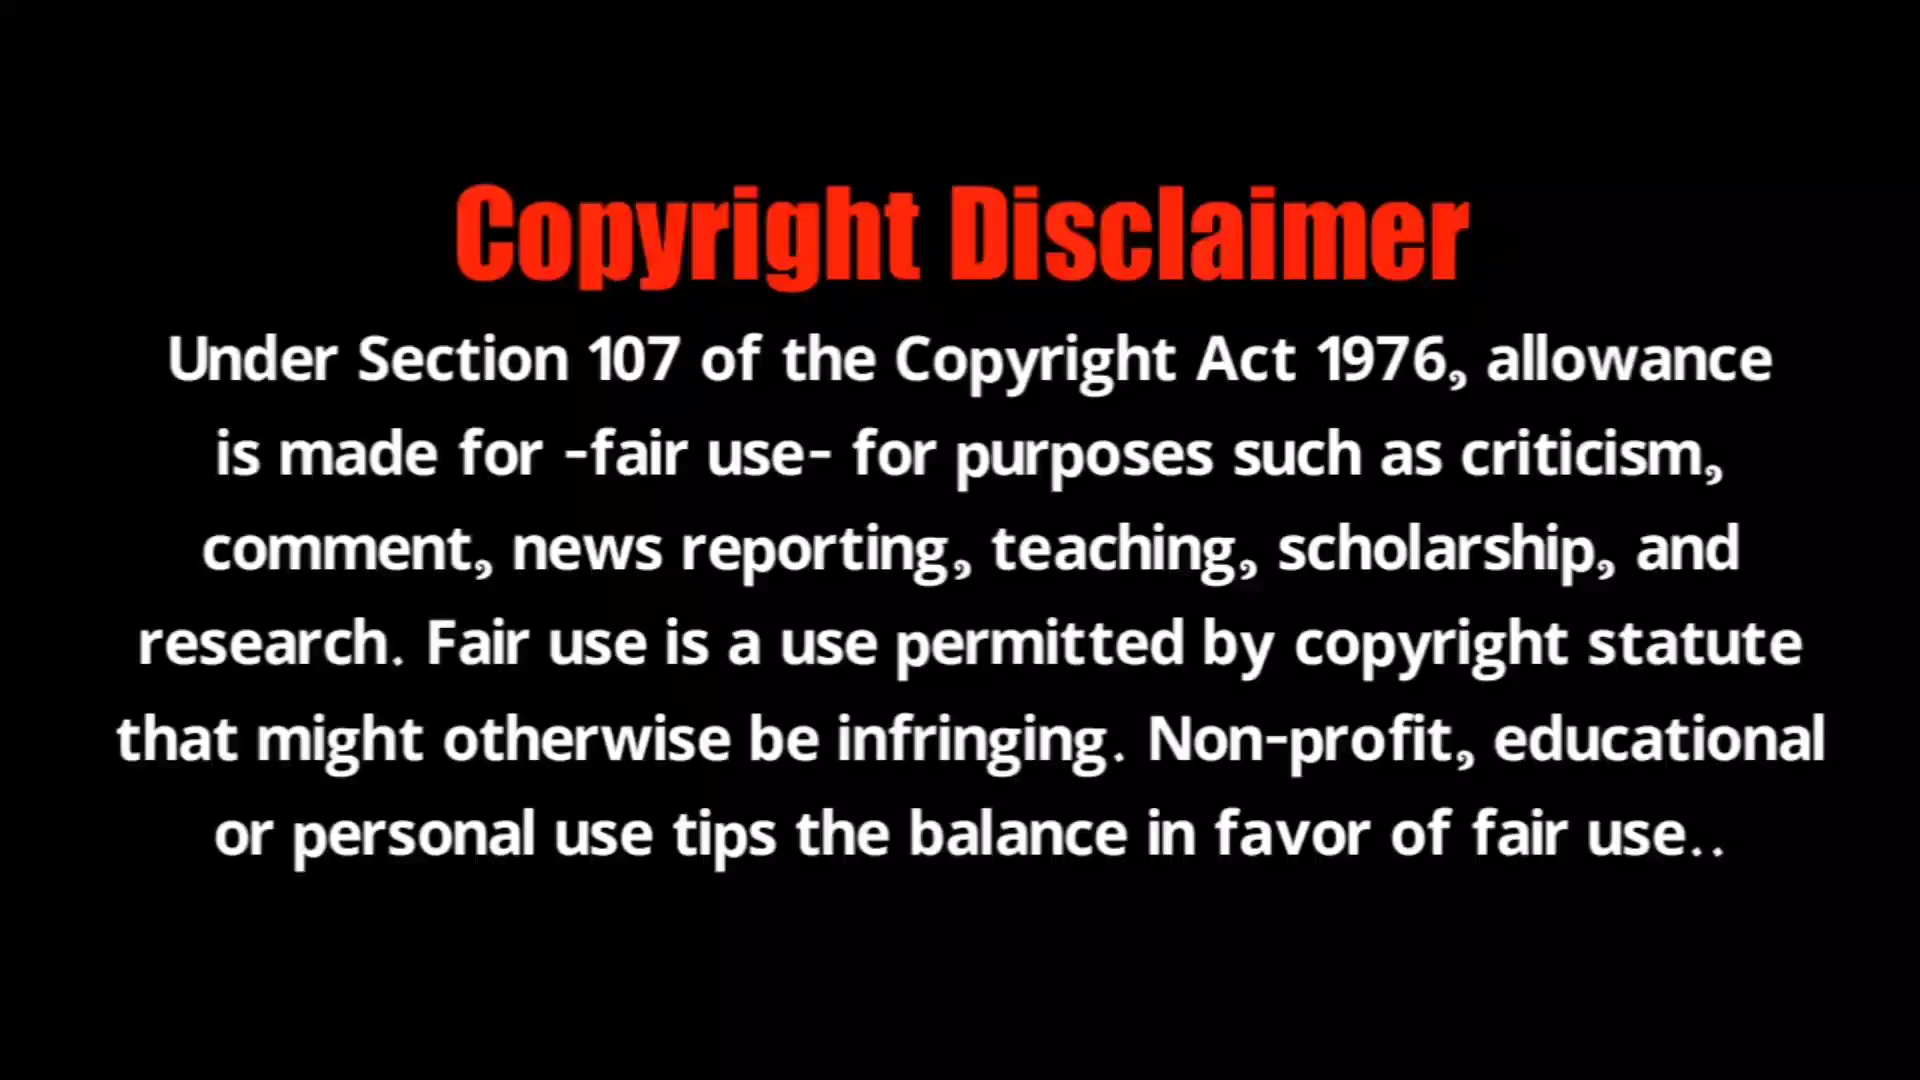 Copyright Disclaimer
Under Section 107 of the Copyright Act 1976, allowance
is made for -fair use- for purposes such as criticism,
comment, news reporting, teaching, scholarship, and
research. Fair use is a use permitted by copyright statute
that might otherwise be infringing. Non-profit, educational
or personal use tips the balance in favor of fair use..